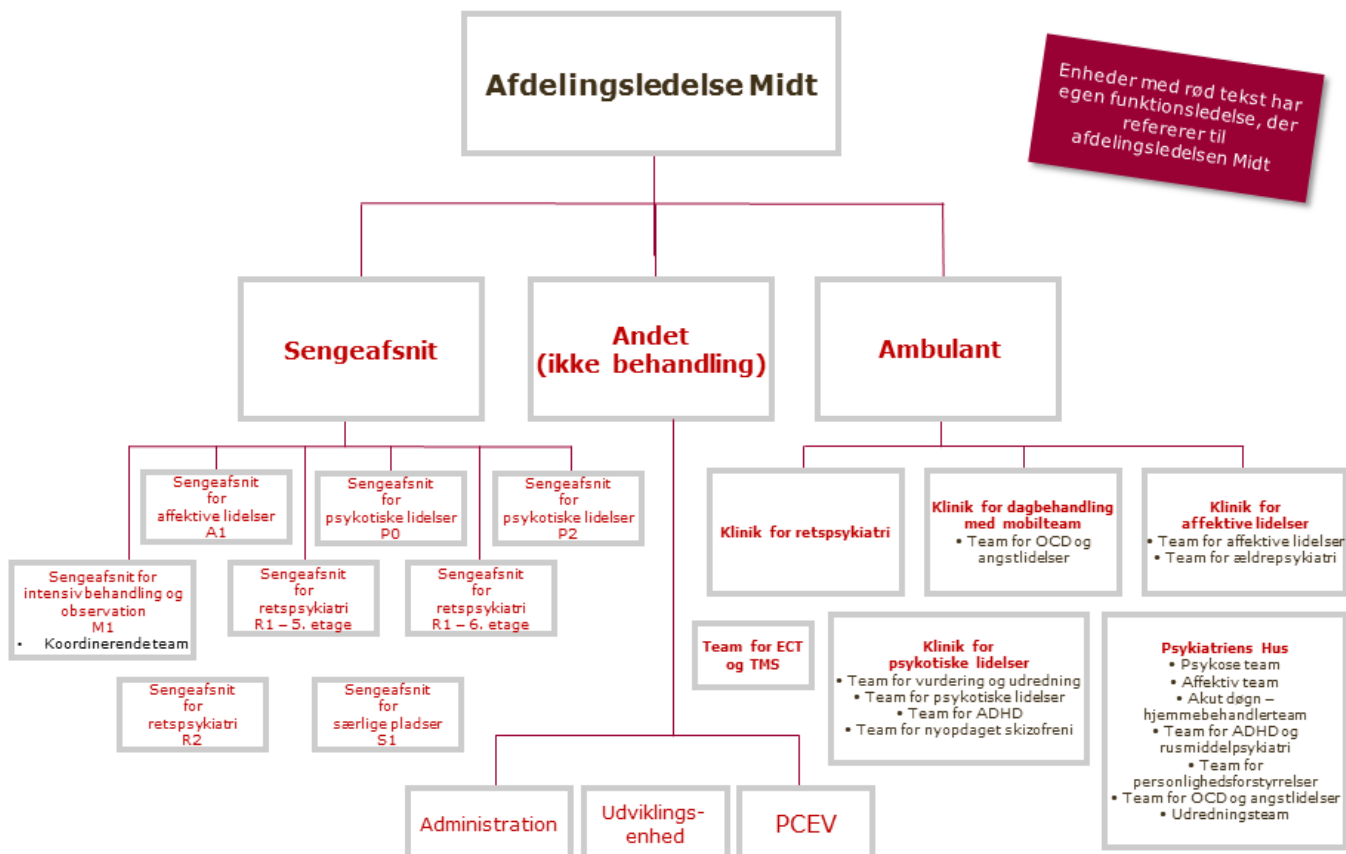 Afdelingsledelse Midt
Enheder med rød tekst har
egen funktionsledelse, der
refererer til
afdelingsledelsen Midt
Sengeafsnit
Andet
(ikke behandling)
Ambulant
Sengeafsnit
for
affektive lidelser
A1
Sengeafsnit
for
psykotiske lidelser
P0
Sengeafsnit
for
psykotiske lidelser
P2
Sengeafsnit for
intensiv behandling og
observation
M1
• Koordinerende team
Sengeafsnit
for
retspsykiatri
R1 – 5. etage
Sengeafsnit
for
retspsykiatri
R1 – 6. etage
Sengeafsnit
for
retspsykiatri
R2
Sengeafsnit
for
særlige pladser
S1
Klinik for retspsykiatri
Klinik for dagbehandling
med mobilteam
• Team for OCD og
angstlidelser
Klinik for
affektive lidelser
• Team for affektive lidelser
• Team for ældrepsykiatri
Team for ECT
og TMS
Klinik for
psykotiske lidelser
• Team for vurdering og udredning
• Team for psykotiske lidelser
• Team for ADHD
• Team for nyopdaget skizofreni
Psykiatriens Hus
• Psykose team
• Affektiv team
• Akut døgn –
hjemmebehandlerteam
• Team for ADHD og
rusmiddelpsykiatri
• Team for
personlighedsforstyrrelser
• Team for OCD og angstlidelser
• Udredningsteam
Administration
Udviklings-
enhed
PCEV